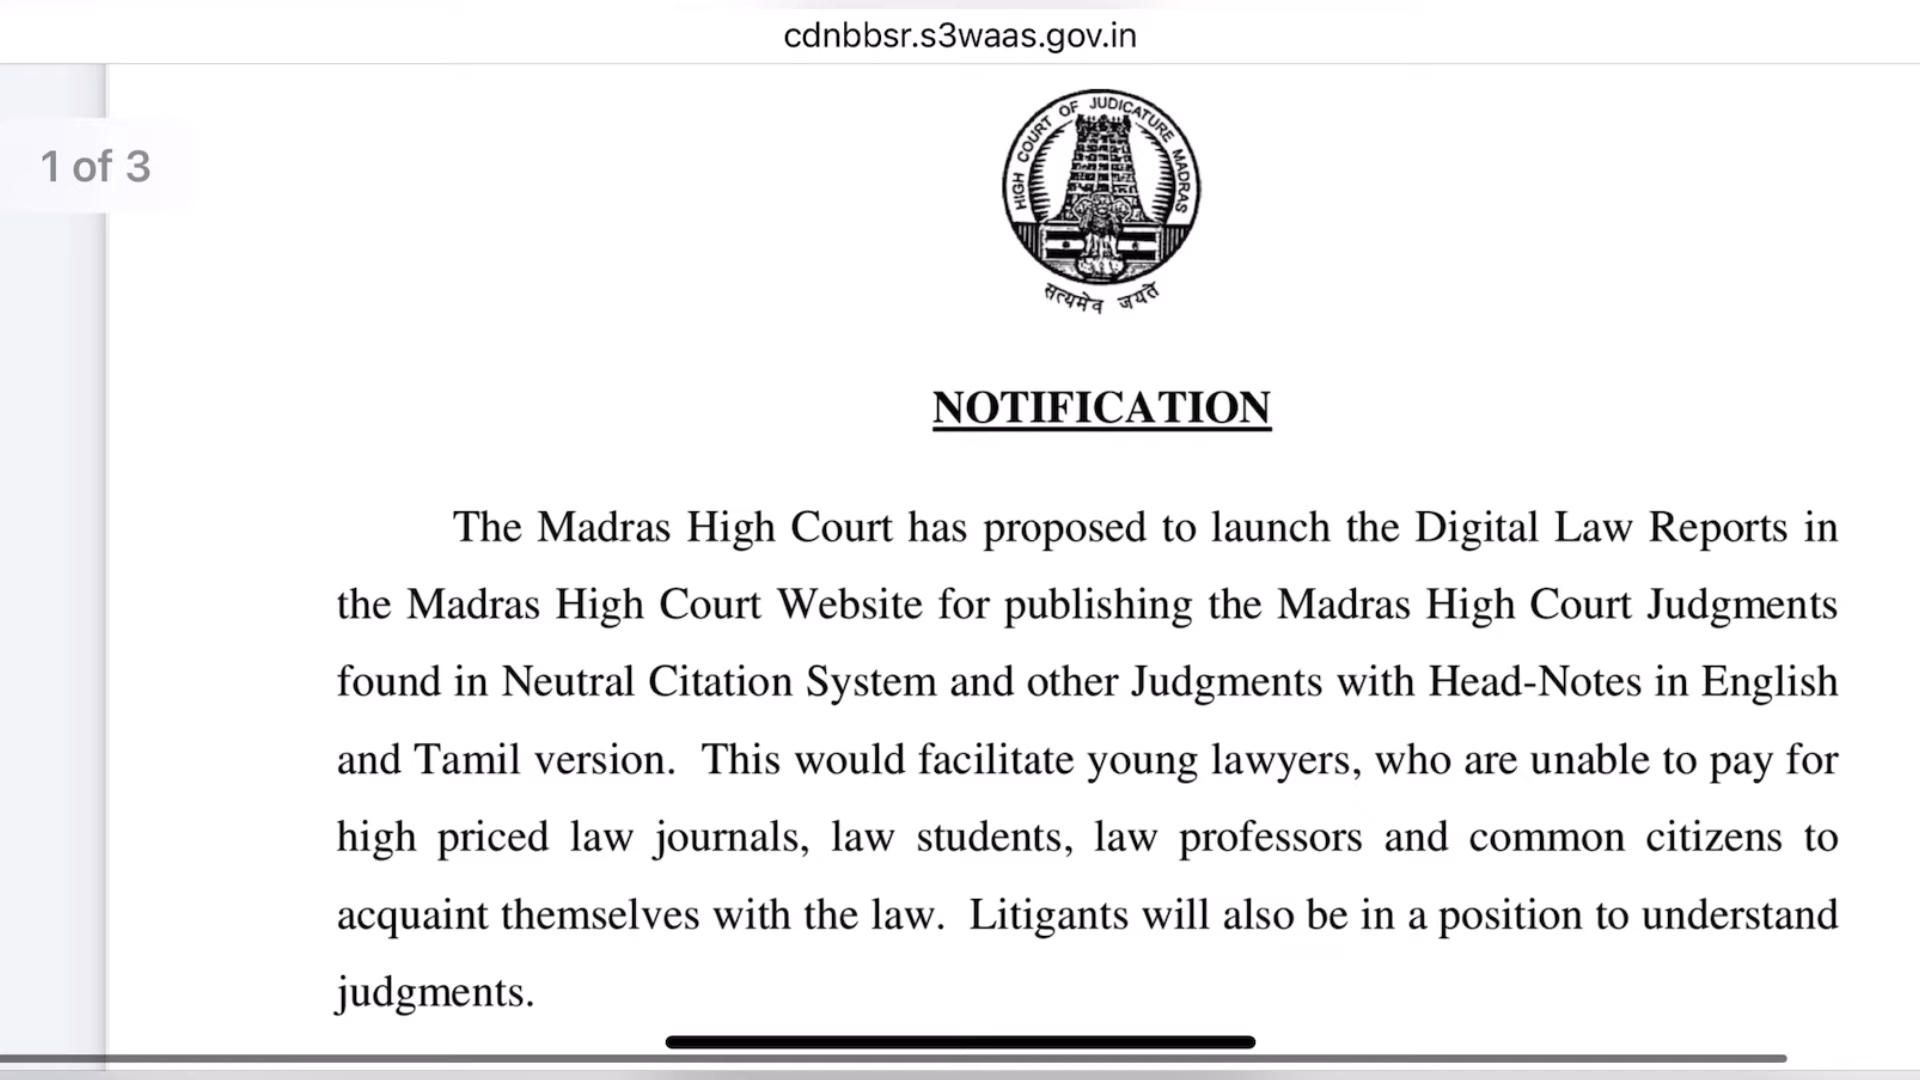 cdnbbsr.s3waas.gov.in
1 of 3
HIGH COURT OF JUDICATURE MADRAS
सत्यमेव जयते
NOTIFICATION
The Madras High Court has proposed to launch the Digital Law Reports in
the Madras High Court Website for publishing the Madras High Court Judgments
found in Neutral Citation System and other Judgments with Head-Notes in English
and Tamil version. This would facilitate young lawyers, who are unable to pay for
high priced law journals, law students, law professors and common citizens to
acquaint themselves with the law. Litigants will also be in a position to understand
judgments.